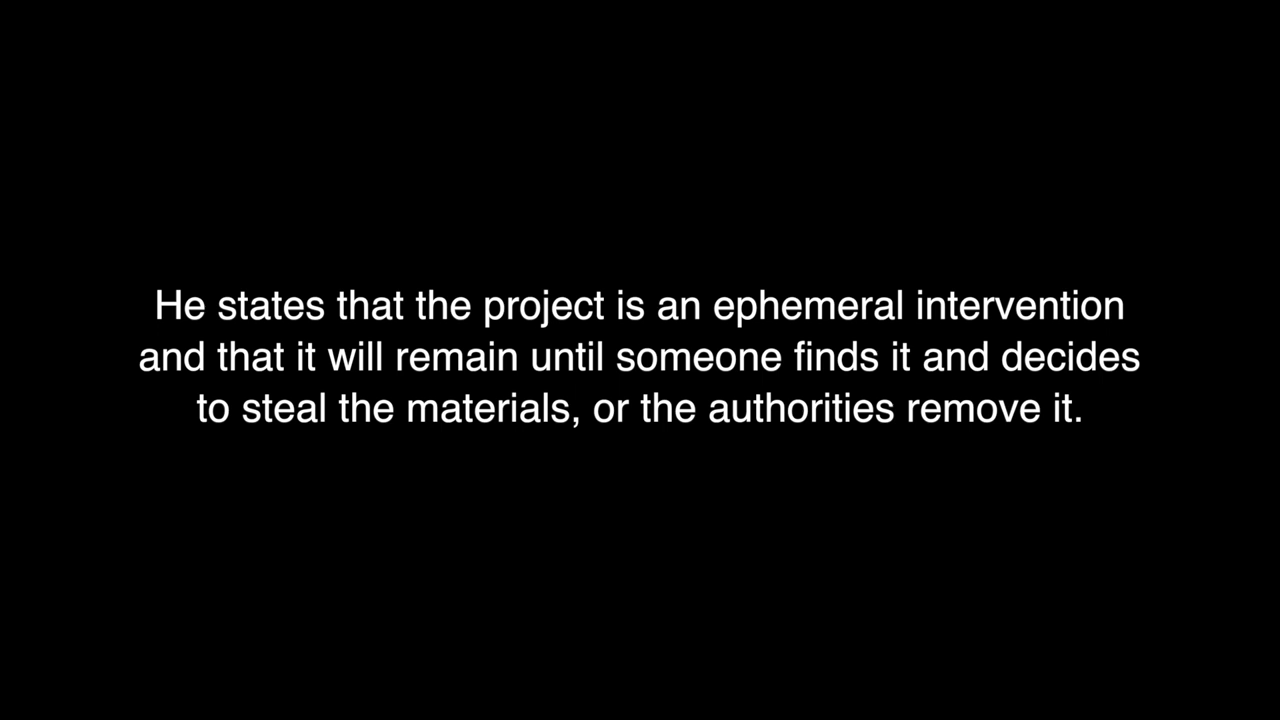 He states that the project is an ephemeral intervention
and that it will remain until someone finds it and decides
to steal the materials, or the authorities remove it.